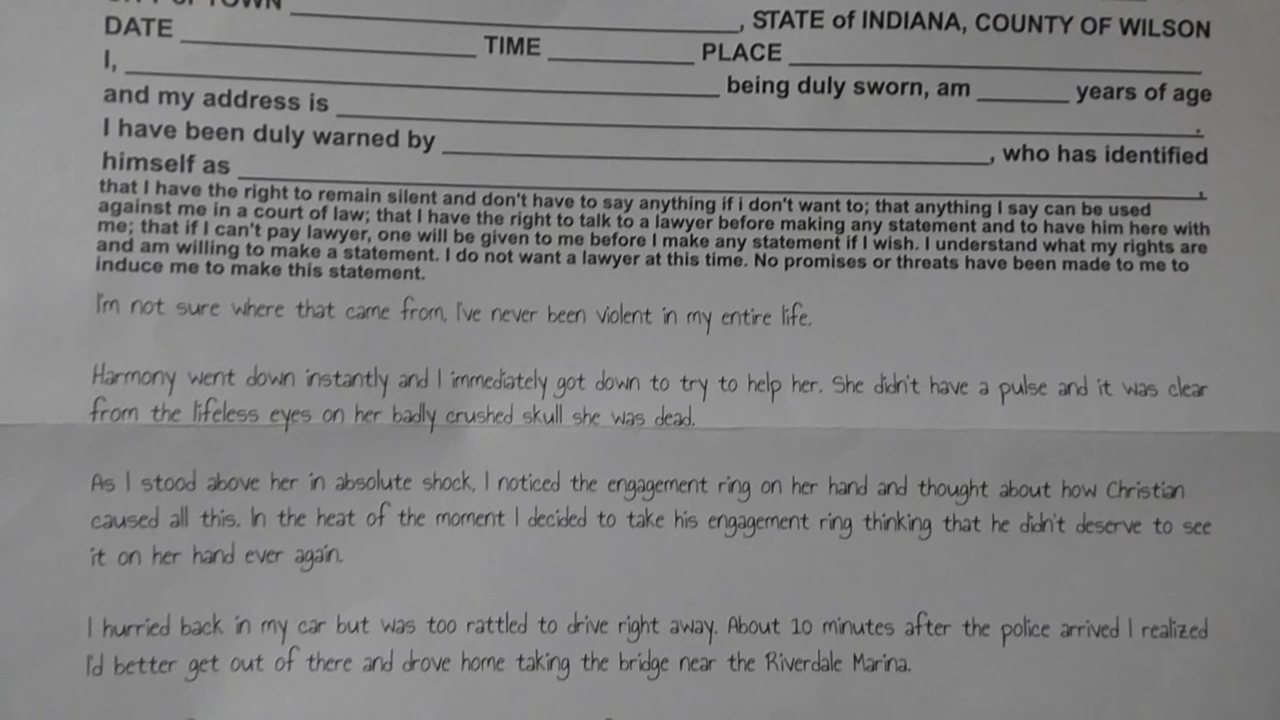 TOWN ____, STATE of INDIANA, COUNTY OF WILSON
DATE ____ TIME ____ PLACE ____
I, ____ being duly sworn, am ____ years of age
and my address is ____.
I have been duly warned by ____, who has identified
himself as ____,
that I have the right to remain silent and don't have to say anything if i don't want to; that anything I say can be used
against me in a court of law; that I have the right to talk to a lawyer before making any statement and to have him here with
me; that if I can't pay lawyer, one will be given to me before I make any statement if I wish. I understand what my rights are
and am willing to make a statement. I do not want a lawyer at this time. No promises or threats have been made to me to
induce me to make this statement.
I'm not sure where that came from, I've never been violent in my entire life.
Harmony went down instantly and I immediately got down to try to help her. She didn't have a pulse and it was clear
from the lifeless eyes on her badly crushed skull she was dead.
As I stood above her in absolute shock, I noticed the engagement ring on her hand and thought about how Christian
caused all this. In the heat of the moment I decided to take his engagement ring thinking that he didn't deserve to see
it on her hand ever again.
I hurried back in my car but was too rattled to drive right away. About 10 minutes after the police arrived I realized
I'd better get out of there and drove home taking the bridge near the Riverdale Marina.